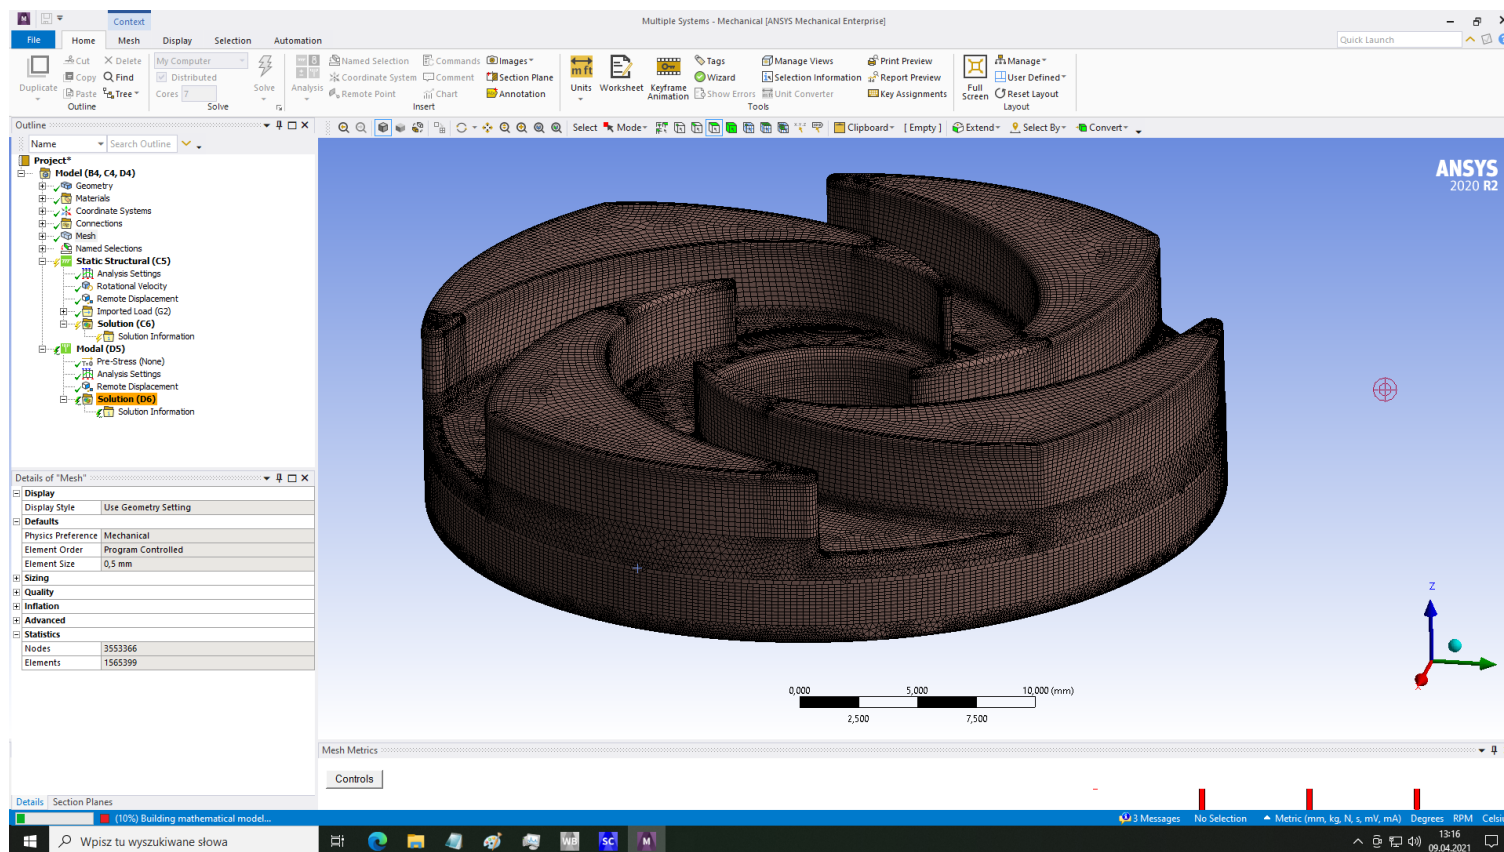 Context
Multiple Systems - Mechanical [ANSYS Mechanical Enterprise]
File Home Mesh Display Selection Automation
Quick Launch
Duplicate
Cut
Copy
Paste
Delete
Find
Tree
Outline
My Computer
Distributed
Cores 7
Solve
Solve
Analysis
Named Selection
Coordinate System
Remote Point
Commands
Comment
Chart
Images
Section Plane
Annotation
Insert
Units
Worksheet
Keyframe
Animation
Tags
Wizard
Show Errors
Manage Views
Selection Information
Unit Converter
Print Preview
Report Preview
Key Assignments
Tools
Full
Screen
Manage
User Defined
Reset Layout
Layout
Outline
Name Search Outline
Select Mode Clipboard [Empty] Extend Select By Convert
Project*
Model (B4, C4, D4)
Geometry
Materials
Coordinate Systems
Connections
Mesh
Named Selections
Static Structural (C5)
Analysis Settings
Rotational Velocity
Remote Displacement
Imported Load (G2)
Solution (C6)
Solution Information
Modal (D5)
Pre-Stress (None)
Analysis Settings
Remote Displacement
Solution (D6)
Solution Information
ANSYS
2020 R2
Details of "Mesh"
Display
Display Style Use Geometry Setting
Defaults
Physics Preference Mechanical
Element Order Program Controlled
Element Size 0,5 mm
Sizing
Quality
Inflation
Advanced
Statistics
Nodes 3553366
Elements 1565399
Z
X
0,000 5,000 10,000 (mm)
2,500 7,500
Mesh Metrics
Controls
Details Section Planes
(10%) Building mathematical model...
3 Messages No Selection Metric (mm, kg, N, s, mV, mA) Degrees RPM Celsi
Wpisz tu wyszukiwane słowa
WB
SC
M
13:16
09.04.2021